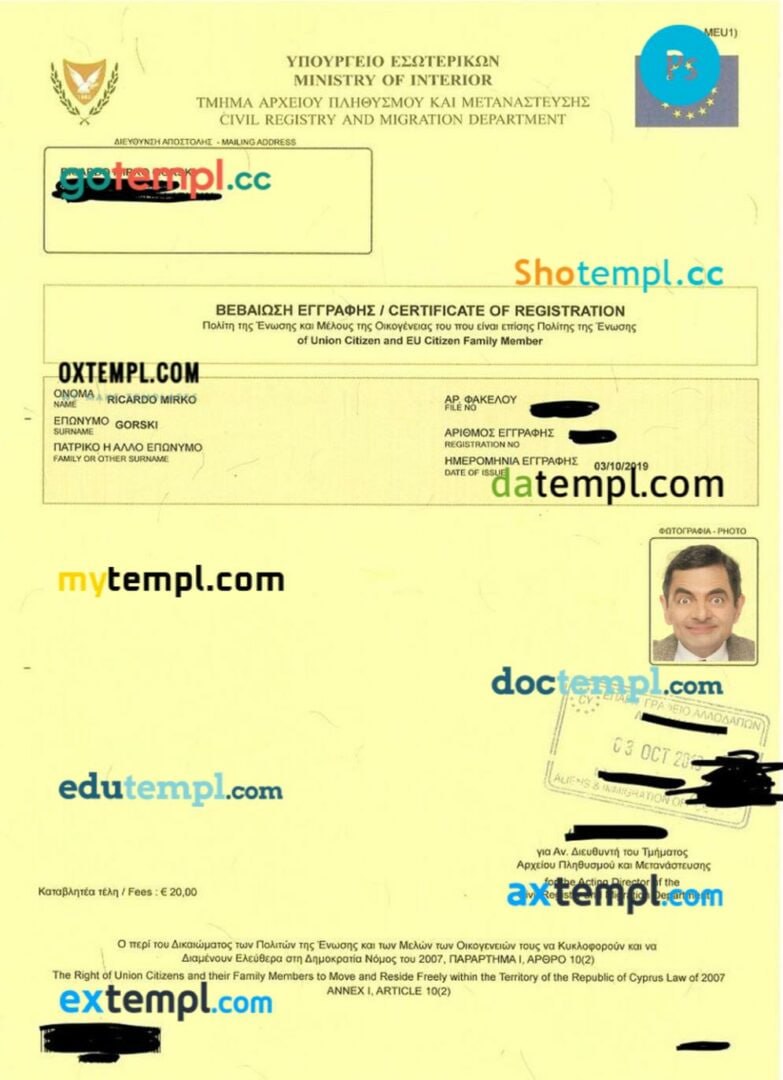 MEU1)
Ps
ΥΠΟΥΡΓΕΙΟ ΕΣΩΤΕΡΙΚΩΝ
MINISTRY OF INTERIOR
ΤΜΗΜΑ ΑΡΧΕΙΟΥ ΠΛΗΘΥΣΜΟΥ ΚΑΙ ΜΕΤΑΝΑΣΤΕΥΣΗΣ
CIVIL REGISTRY AND MIGRATION DEPARTMENT
ΔΙΕΥΘΥΝΣΗ ΑΠΟΣΤΟΛΗΣ - MAILING ADDRESS
gotempl.cc
Shotempl.cc
ΒΕΒΑΙΩΣΗ ΕΓΓΡΑΦΗΣ / CERTIFICATE OF REGISTRATION
Πολίτη της Ένωσης και Μέλους της Οικογένειας του που είναι επίσης Πολίτης της Ένωσης
of Union Citizen and EU Citizen Family Member
OXTEMPL.COM
ΟΝΟΜΑ RICARDO MIRKO
NAME
ΕΠΩΝΥΜΟ GORSKI
SURNAME
ΠΑΤΡΙΚΟ Η ΑΛΛΟ ΕΠΩΝΥΜΟ
FAMILY OR OTHER SURNAME
ΑΡ. ΦΑΚΕΛΟΥ
FILE NO
ΑΡΙΘΜΟΣ ΕΓΓΡΑΦΗΣ
REGISTRATION NO
ΗΜΕΡΟΜΗΝΙΑ ΕΓΓΡΑΦΗΣ 03/10/2019
DATE OF ISSUE
datempl.com
ΦΩΤΟΓΡΑΦΙΑ - PHOTO
mytempl.com
doctempl.com
CY
ΑΛΛΟΔΑΠΩΝ
03 OCT
ALIENS & IMMIGRATION
edutempl.com
για Αν. Διευθυντή του Τμήματος
Αρχείου Πληθυσμού και Μετανάστευσης
for the Acting Director of the
axtempl.com
Καταβλητέα τέλη / Fees : € 20,00
Ο περί του Δικαιώματος των Πολιτών της Ένωσης και των Μελών των Οικογενειών τους να Κυκλοφορούν και να
Διαμένουν Ελεύθερα στη Δημοκρατία Νόμος του 2007, ΠΑΡΑΡΤΗΜΑ Ι, ΑΡΘΡΟ 10(2)
The Right of Union Citizens and their Family Members to Move and Reside Freely within the Territory of the Republic of Cyprus Law of 2007
ANNEX I, ARTICLE 10(2)
extempl.com